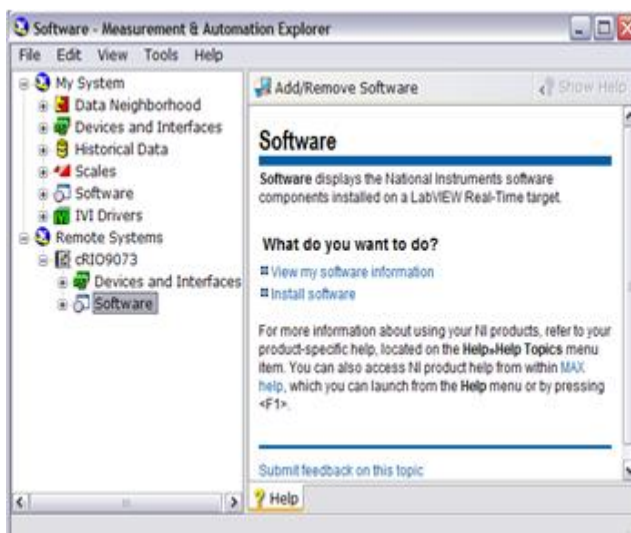 Software - Measurement & Automation Explorer
File Edit View Tools Help
My System
Data Neighborhood
Devices and Interfaces
Historical Data
Scales
Software
IVI Drivers
Remote Systems
cRIO9073
Devices and Interfaces
Software
Add/Remove Software
Show Help
Software
Software displays the National Instruments software
components installed on a LabVIEW Real-Time target.
What do you want to do?
View my software information
Install software
For more information about using your NI products, refer to your
product-specific help, located on the Help»Help Topics menu
item. You can also access NI product help from within MAX
help, which you can launch from the Help menu or by pressing
<F1>.
Submit feedback on this topic
Help